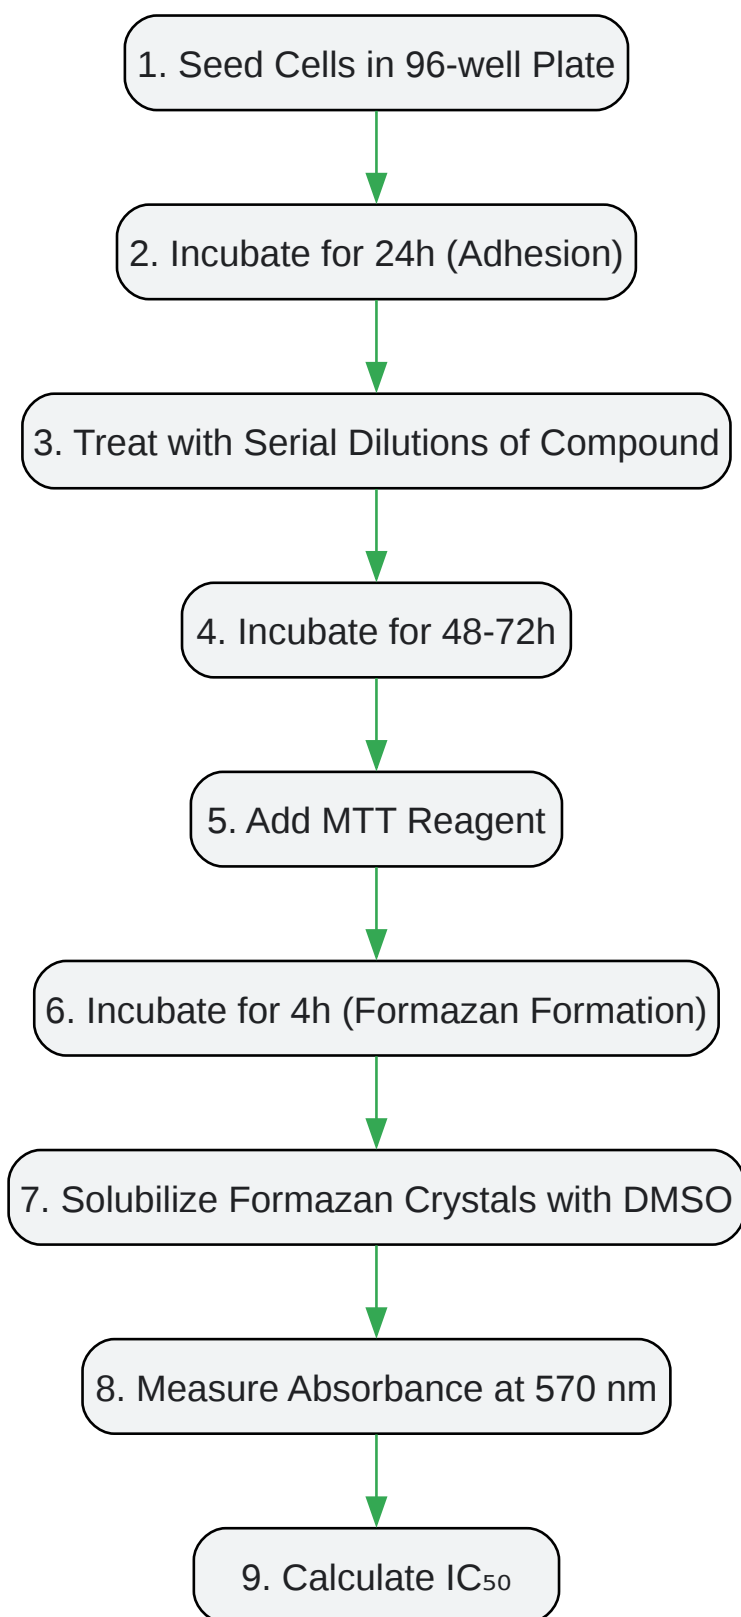 1. Seed Cells in 96-well Plate
2. Incubate for 24h (Adhesion)
3. Treat with Serial Dilutions of Compound
4. Incubate for 48-72h
5. Add MTT Reagent
6. Incubate for 4h (Formazan Formation)
7. Solubilize Formazan Crystals with DMSO
8. Measure Absorbance at 570 nm
9. Calculate IC₅₀